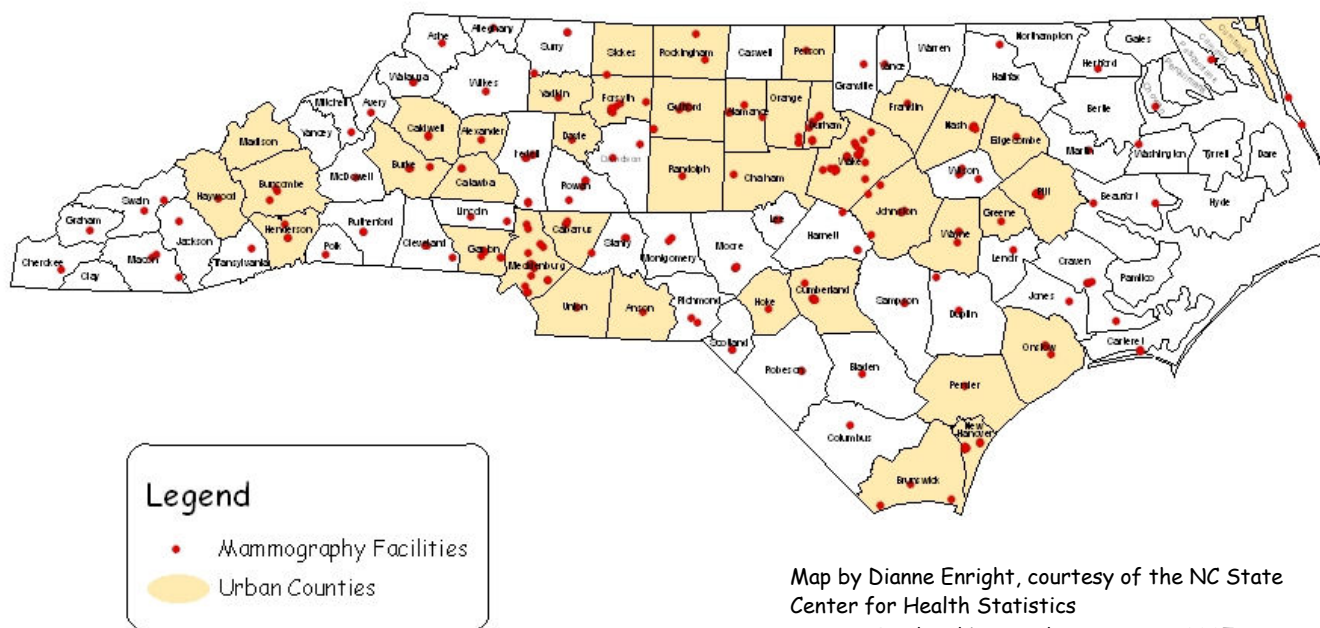 Ashe
Alleghany
Surry
Stokes
Rockingham
Caswell
Person
Granville
Vance
Warren
Northampton
Gates
Hertford
Halifax
Bertie
Watauga
Wilkes
Yadkin
Forsyth
Guilford
Alamance
Orange
Durham
Franklin
Nash
Edgecombe
Martin
Washington
Tyrrell
Dare
Mitchell
Avery
Yancey
Caldwell
Alexander
Iredell
Davie
Davidson
Randolph
Chatham
Wake
Wilson
Pitt
Beaufort
Hyde
Madison
Haywood
Buncombe
McDowell
Burke
Catawba
Rowan
Lincoln
Johnston
Greene
Wayne
Swain
Graham
Jackson
Henderson
Rutherford
Polk
Cleveland
Gaston
Cabarrus
Stanly
Montgomery
Moore
Lee
Harnett
Lenoir
Craven
Pamlico
Cherokee
Clay
Macon
Transylvania
Mecklenburg
Union
Anson
Richmond
Hoke
Cumberland
Sampson
Duplin
Jones
Carteret
Scotland
Robeson
Bladen
Onslow
Pender
Columbus
New
Hanover
Brunswick
Legend
Mammography Facilities
Urban Counties
Map by Dianne Enright, courtesy of the NC State
Center for Health Statistics